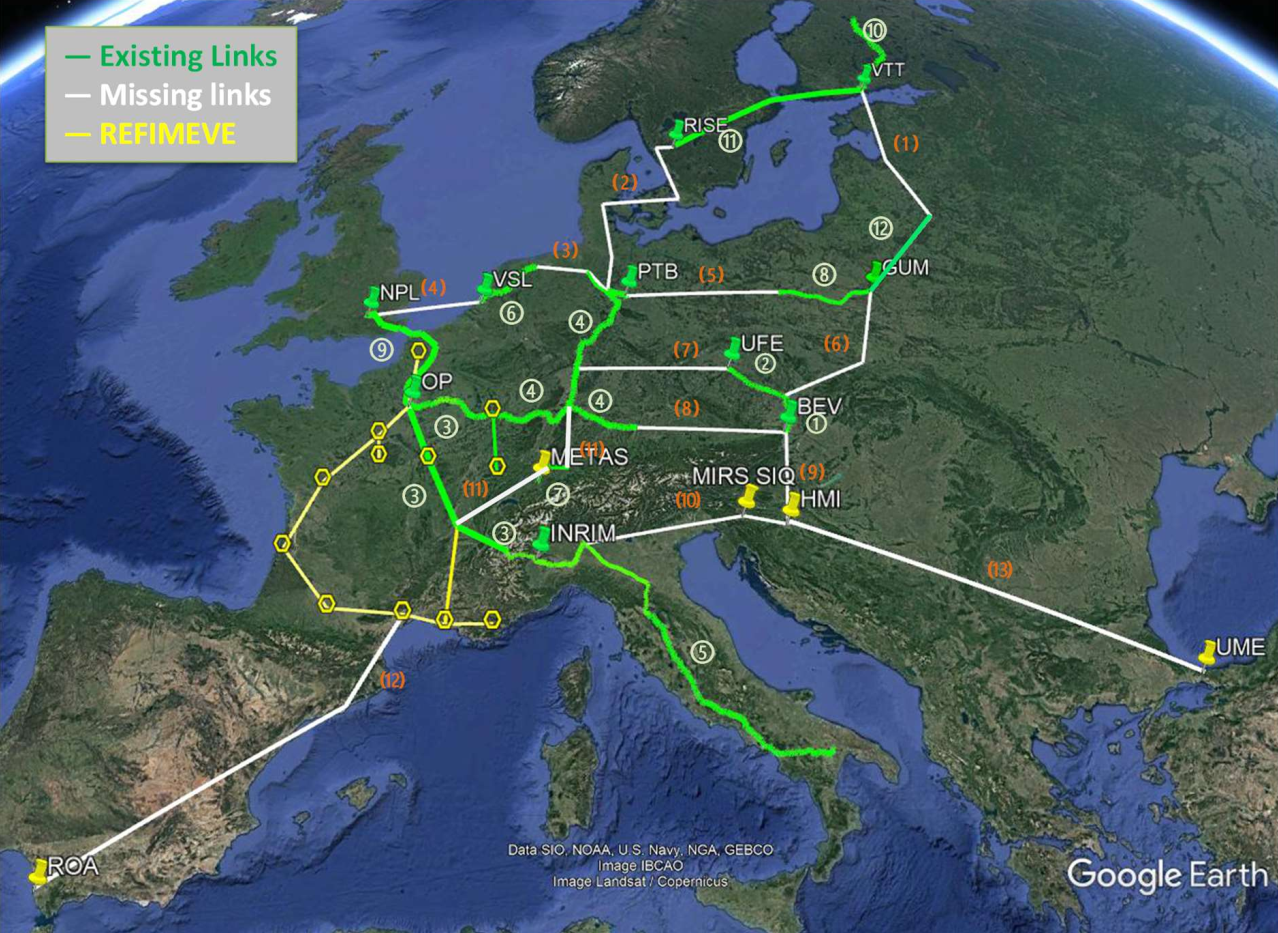 — Existing Links
— Missing links
— REFIMEVE
⑩
VTT
RISE
⑪
(1)
(2)
⑫
(3)
PTB
(5)
⑧
GUM
VSL
NPL
(4)
⑥
④
⑨
(7)
UFE
②
(6)
OP
④
④
(8)
BEV
①
③
(11)
METAS
MIRS SIQ
(9)
③
(11)
⑦
(10)
HMI
③
INRIM
(13)
⑤
UME
(12)
ROA
Data SIO, NOAA, U.S. Navy, NGA, GEBCO
Image IBCAO
Image Landsat / Copernicus
Google Earth